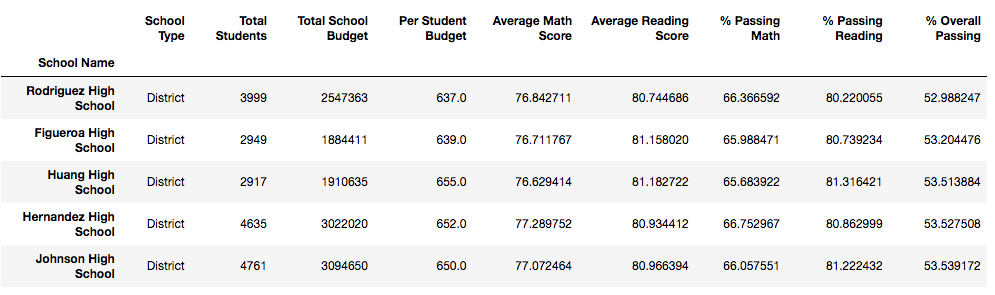 School Type Total Students Total School Budget Per Student Budget Average Math Score Average Reading Score % Passing Math % Passing Reading % Overall Passing
School Name
Rodriguez High School District 3999 2547363 637.0 76.842711 80.744686 66.366592 80.220055 52.988247
Figueroa High School District 2949 1884411 639.0 76.711767 81.158020 65.988471 80.739234 53.204476
Huang High School District 2917 1910635 655.0 76.629414 81.182722 65.683922 81.316421 53.513884
Hernandez High School District 4635 3022020 652.0 77.289752 80.934412 66.752967 80.862999 53.527508
Johnson High School District 4761 3094650 650.0 77.072464 80.966394 66.057551 81.222432 53.539172